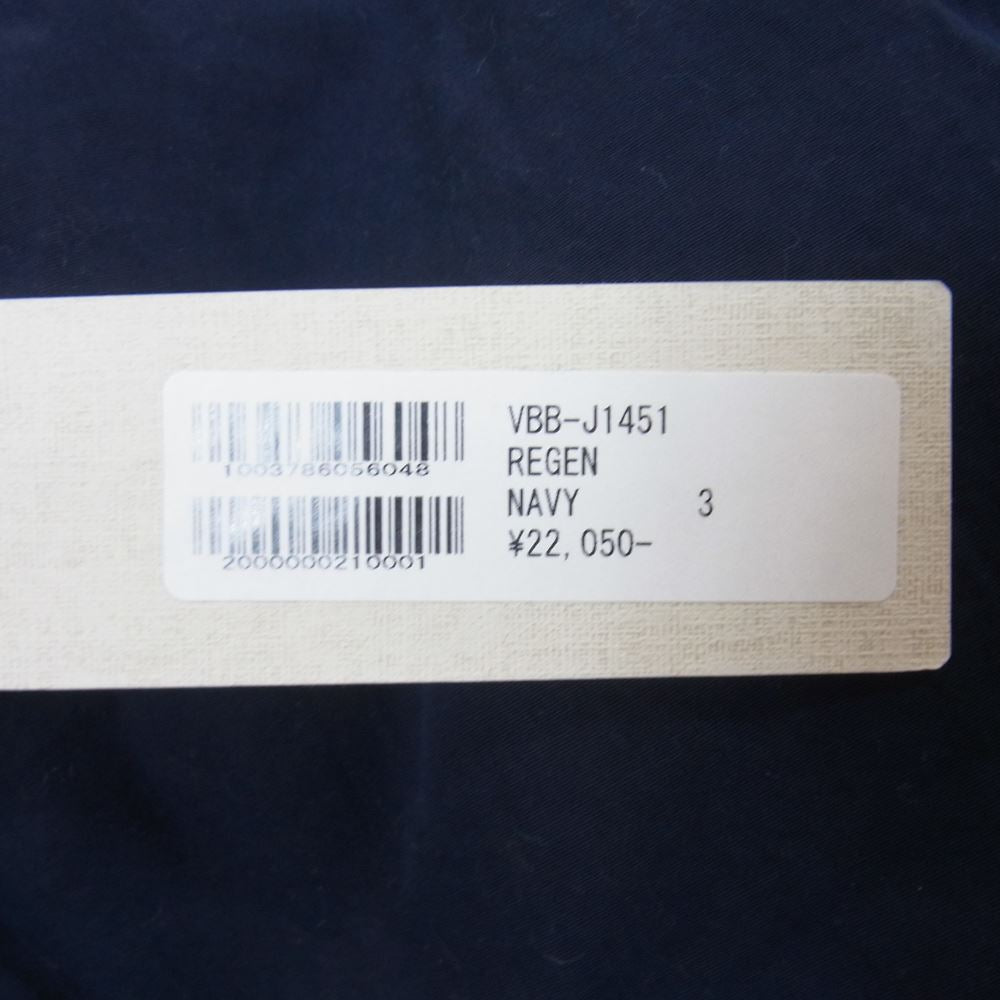 1003786056048
2000000210001
VBB-J1451
REGEN
NAVY 3
¥22,050-